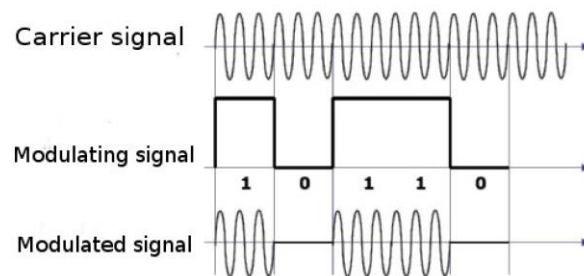 Carrier signal
Modulating signal
1 0 1 1 0
Modulated signal